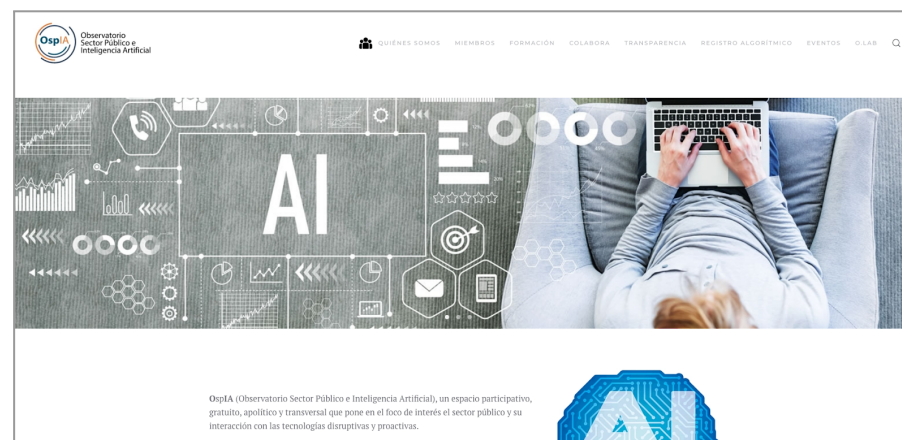 OspIA
Observatorio
Sector Público e
Inteligencia Artificial
QUIÉNES SOMOS MIEMBROS FORMACIÓN COLABORA TRANSPARENCIA REGISTRO ALGORÍTMICO EVENTOS O.LAB
AI
OspIA (Observatorio Sector Público e Inteligencia Artificial), un espacio participativo,
gratuito, apolítico y transversal que pone en el foco de interés el sector público y su
interacción con las tecnologías disruptivas y proactivas.
AI